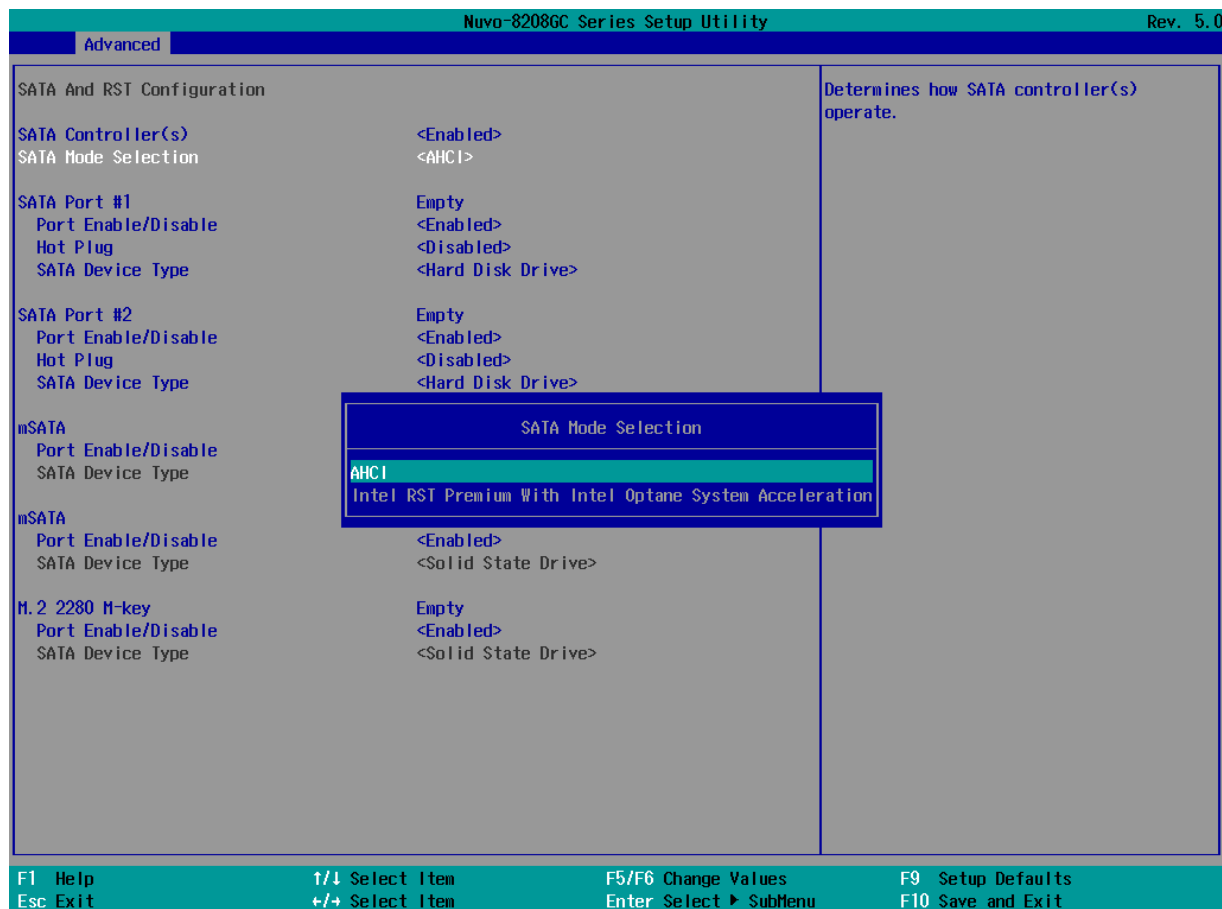 Nuvo-8208GC Series Setup Utility Rev. 5.0
Advanced
SATA And RST Configuration
Determines how SATA controller(s)
operate.
SATA Controller(s) <Enabled>
SATA Mode Selection <AHCI>
SATA Port #1 Empty
Port Enable/Disable <Enabled>
Hot Plug <Disabled>
SATA Device Type <Hard Disk Drive>
SATA Port #2 Empty
Port Enable/Disable <Enabled>
Hot Plug <Disabled>
SATA Device Type <Hard Disk Drive>
mSATA
Port Enable/Disable
SATA Device Type
SATA Mode Selection
AHCI
Intel RST Premium With Intel Optane System Acceleration
mSATA
Port Enable/Disable <Enabled>
SATA Device Type <Solid State Drive>
M.2 2280 M-key Empty
Port Enable/Disable <Enabled>
SATA Device Type <Solid State Drive>
F1 Help ↑/↓ Select Item F5/F6 Change Values F9 Setup Defaults
Esc Exit ←/→ Select Item Enter Select ▶ SubMenu F10 Save and Exit